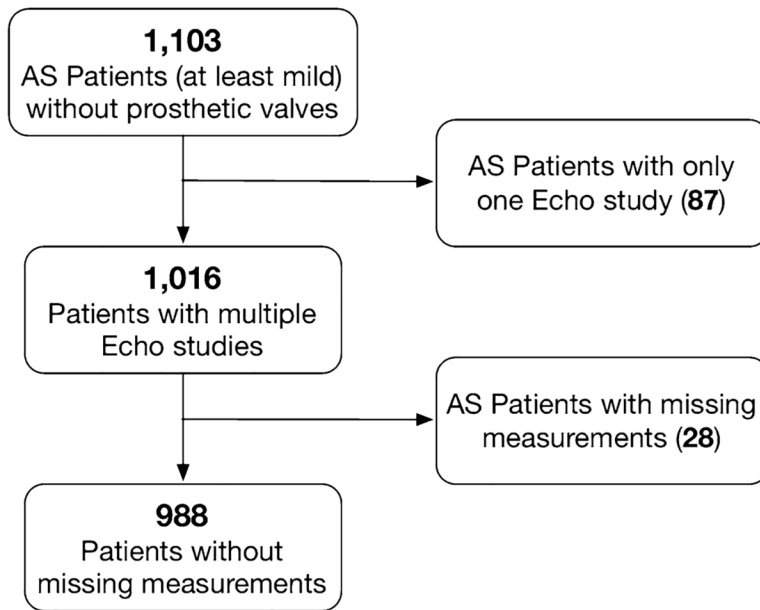 1,103
AS Patients (at least mild)
without prosthetic valves
AS Patients with only
one Echo study (87)
1,016
Patients with multiple
Echo studies
AS Patients with missing
measurements (28)
988
Patients without
missing measurements